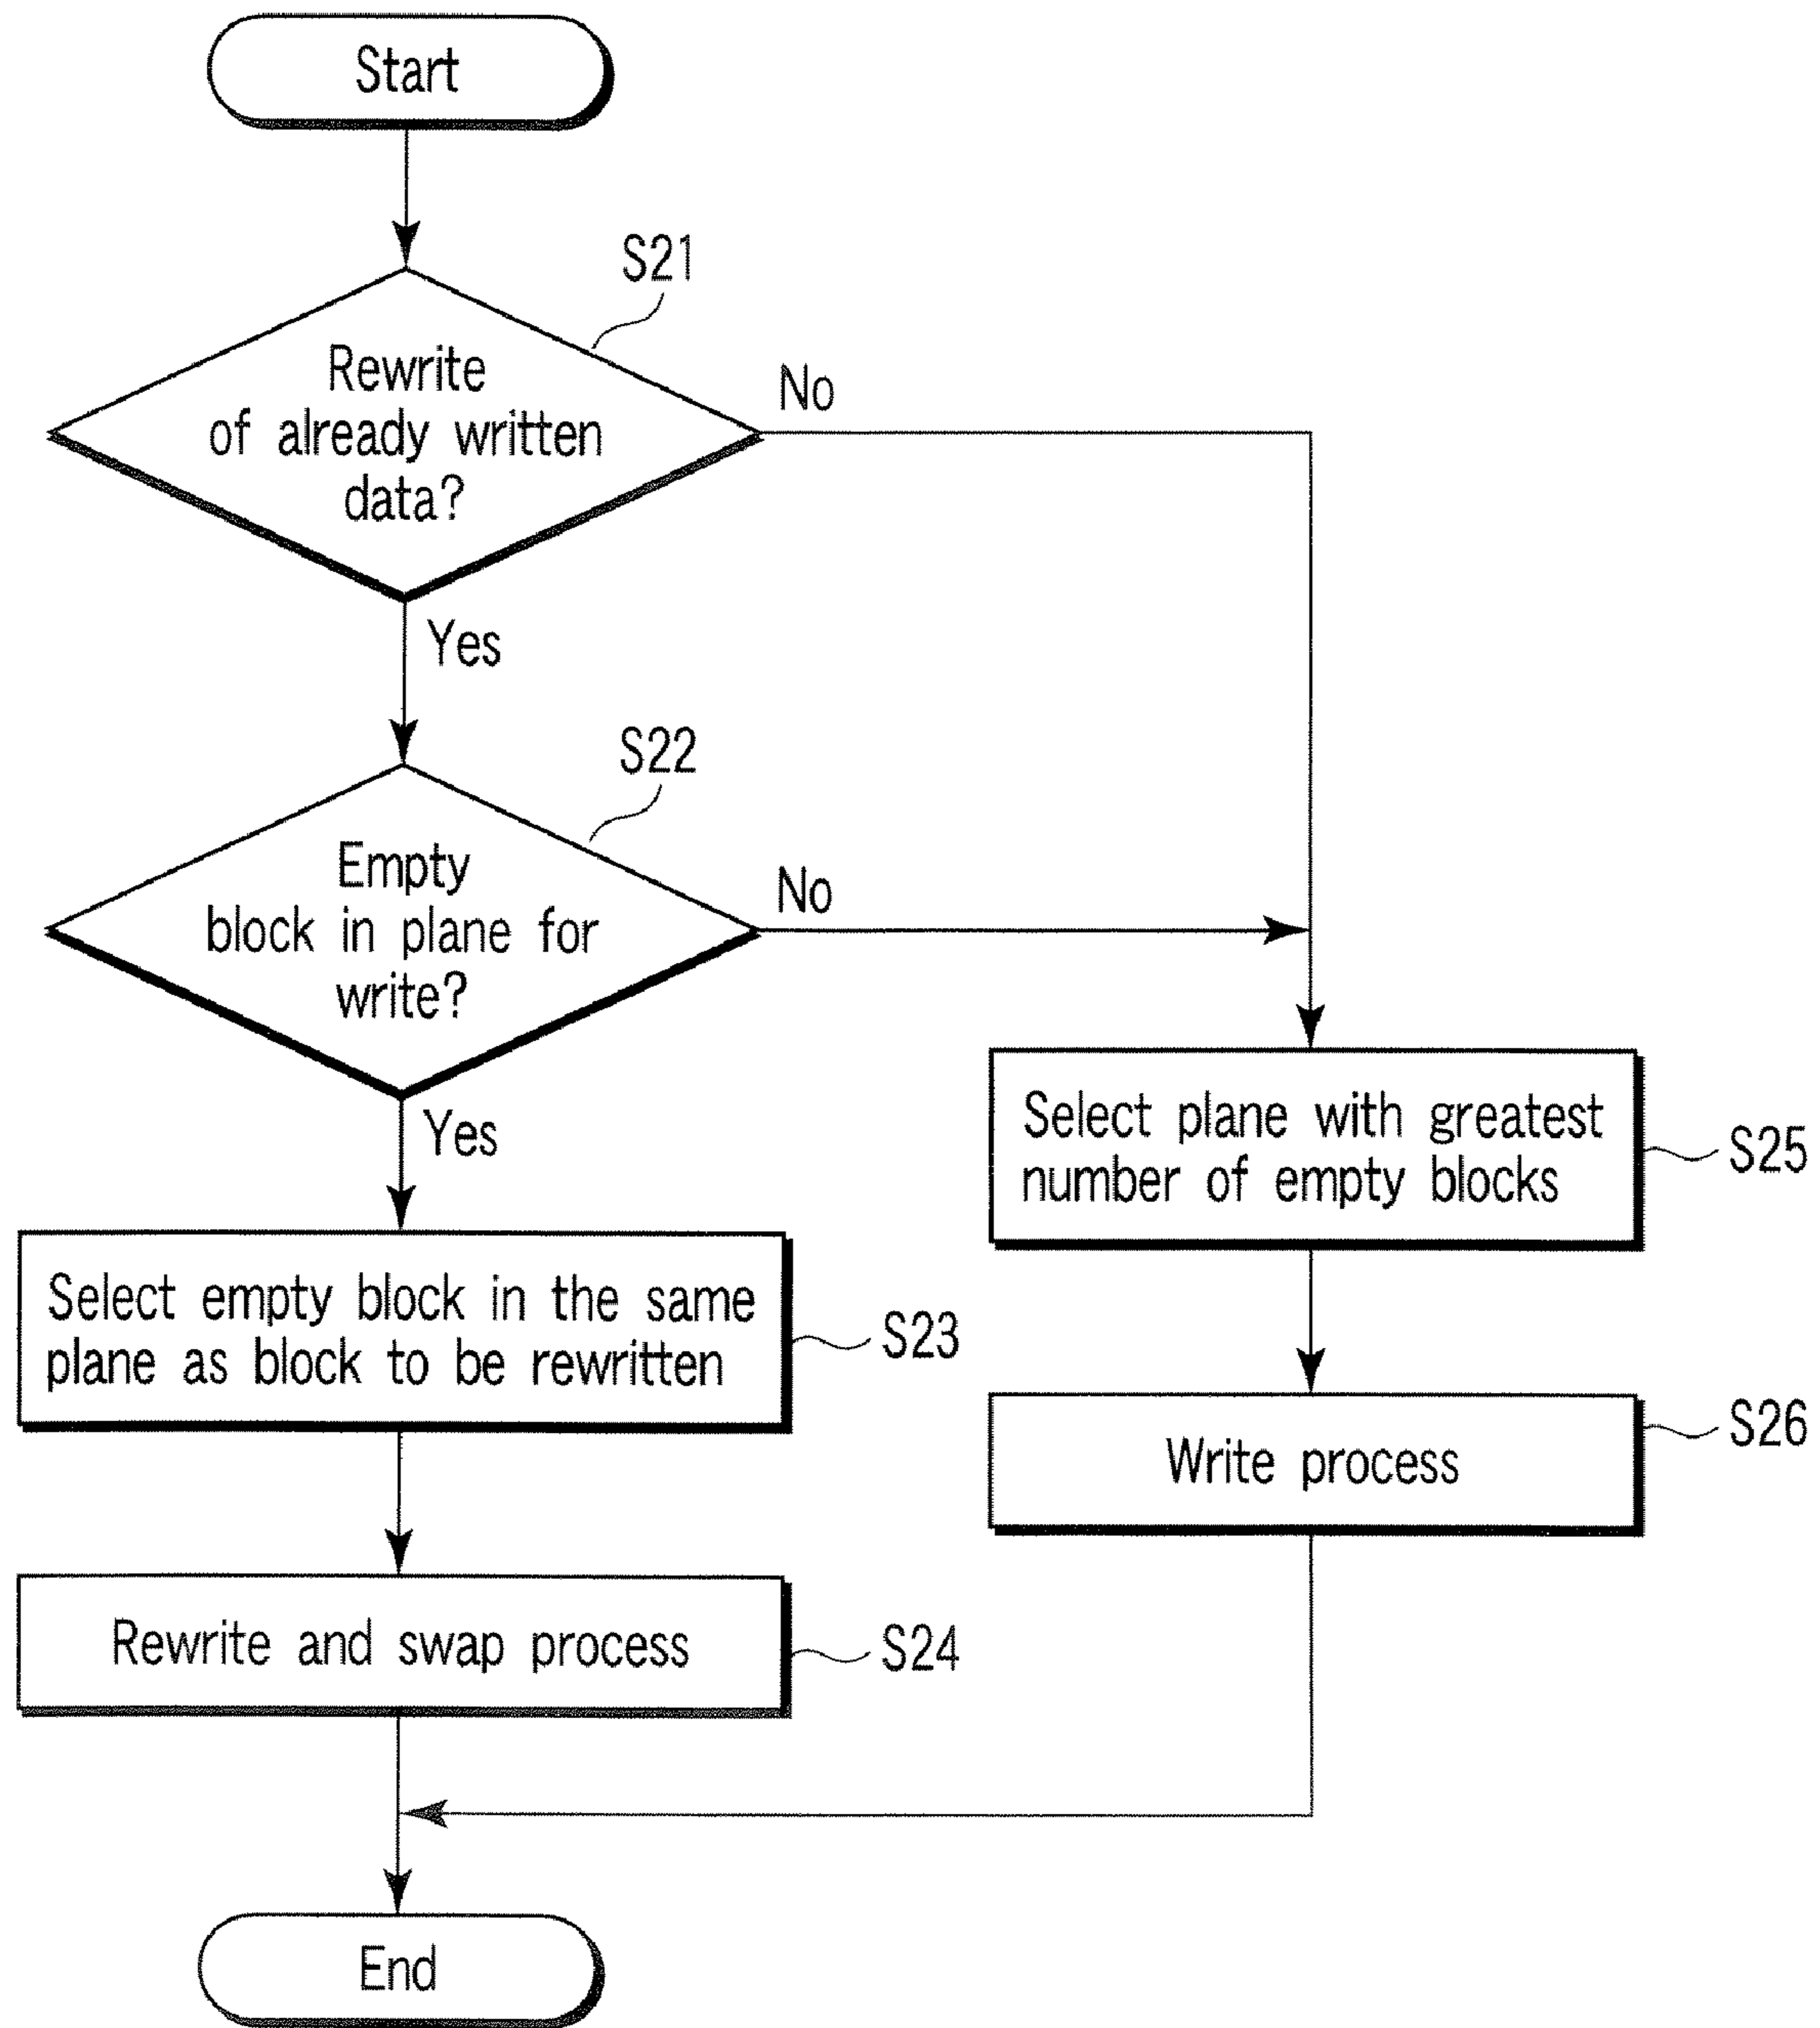 Start
S21
Rewrite
of already written
data?
No
Yes
S22
Empty
block in plane for
write?
No
Yes
Select plane with greatest
number of empty blocks
S25
Select empty block in the same
plane as block to be rewritten
S23
Write process
S26
Rewrite and swap process
S24
End